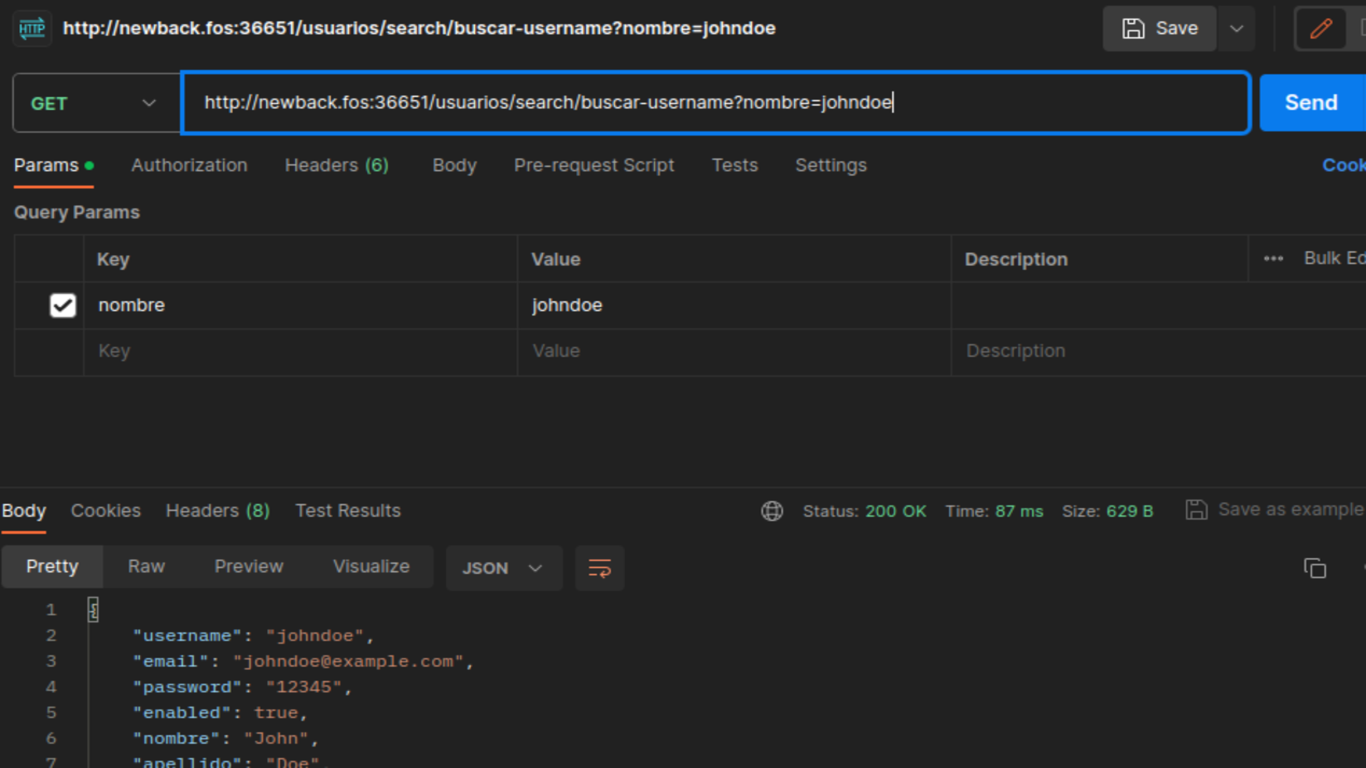 HTTP http://newback.fos:36651/usuarios/search/buscar-username?nombre=johndoe Save
GET http://newback.fos:36651/usuarios/search/buscar-username?nombre=johndoe Send
Params Authorization Headers (6) Body Pre-request Script Tests Settings Cook
Query Params
Key Value Description ••• Bulk Ed
nombre johndoe
Key Value Description
Body Cookies Headers (8) Test Results Status: 200 OK Time: 87 ms Size: 629 B Save as example
Pretty Raw Preview Visualize JSON
1 {
2 "username": "johndoe",
3 "email": "johndoe@example.com",
4 "password": "12345",
5 "enabled": true,
6 "nombre": "John",
7 "apellido": "Doe",